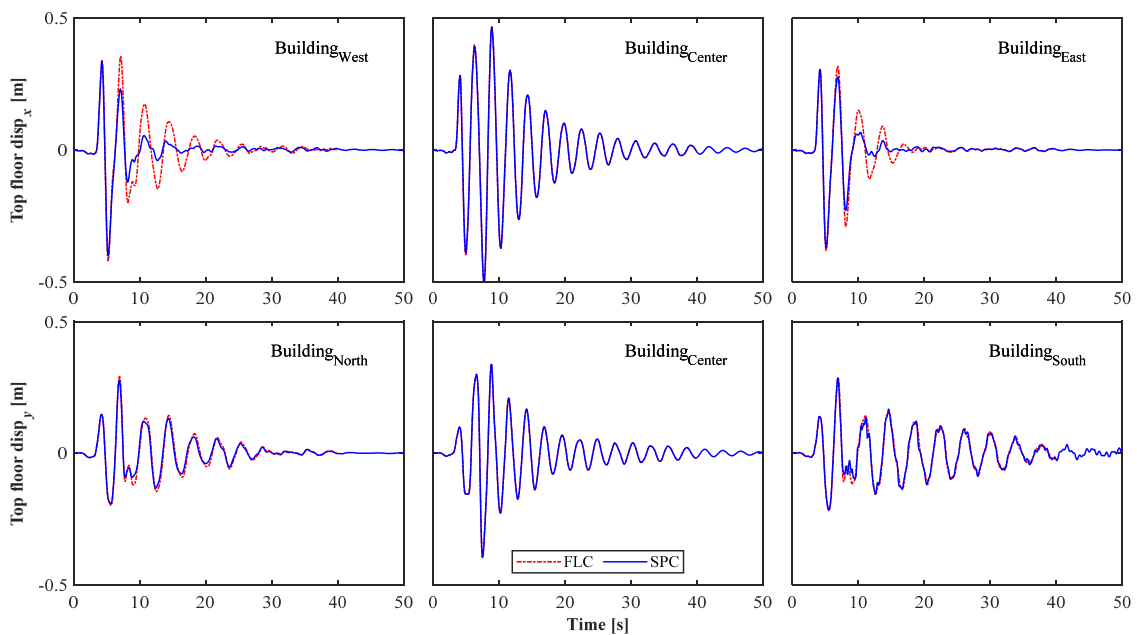 0.5
0
-0.5
Top floor disp_x [m]
Building_West
0 10 20 30 40 50
Building_Center
0 10 20 30 40 50
Building_East
0 10 20 30 40 50
0.5
0
-0.5
Top floor disp_y [m]
Building_North
0 10 20 30 40 50
Building_Center
FLC SPC
0 10 20 30 40 50
Building_South
0 10 20 30 40 50
Time [s]